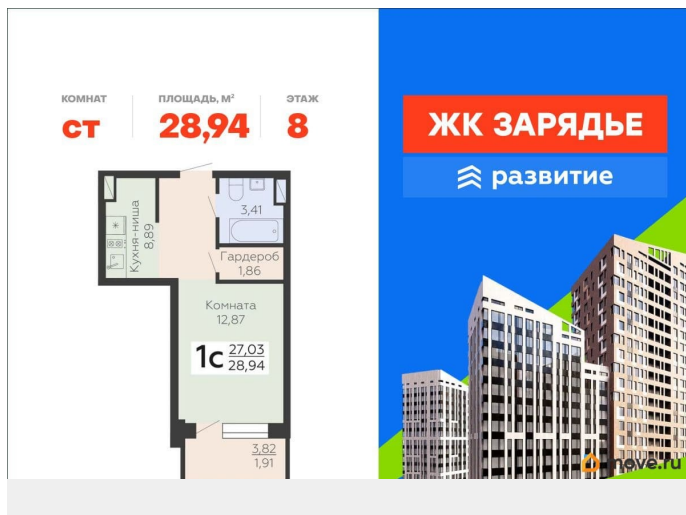 КОМНАТ
ПЛОЩАДЬ, М²
ЭТАЖ
ст
28,94
8
Кухня-ниша
8,89
3,41
Гардероб
1,86
Комната
12,87
1с
27,03
28,94
3,82
1,91
ЖК ЗАРЯДЬЕ
развитие
move.ru